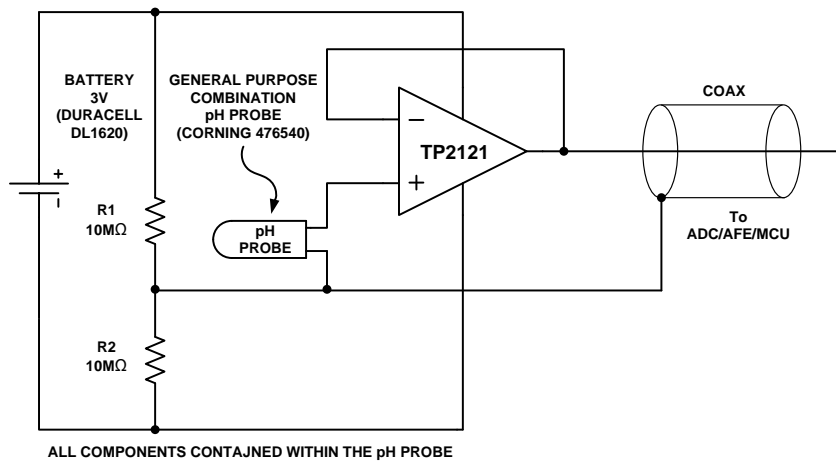 BATTERY
3V
(DURACELL
DL1620)
GENERAL PURPOSE
COMBINATION
pH PROBE
(CORNING 476540)
COAX
TP2121
R1
10MΩ
pH
PROBE
To
ADC/AFE/MCU
R2
10MΩ
ALL COMPONENTS CONTAJNED WITHIN THE pH PROBE